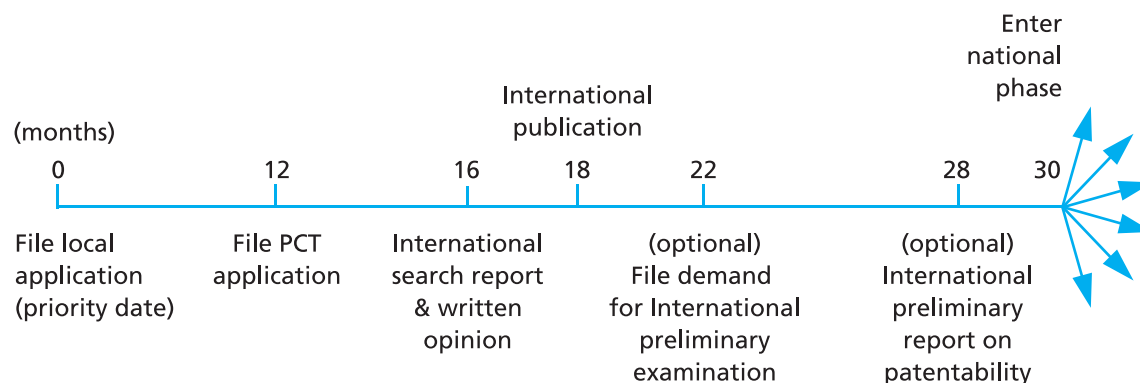 Enter
national
phase
International
publication
(months)
0
12
16
18
22
28
30
File local
application
(priority date)
File PCT
application
International
search report
& written
opinion
(optional)
File demand
for International
preliminary
examination
(optional)
International
preliminary
report on
patentability